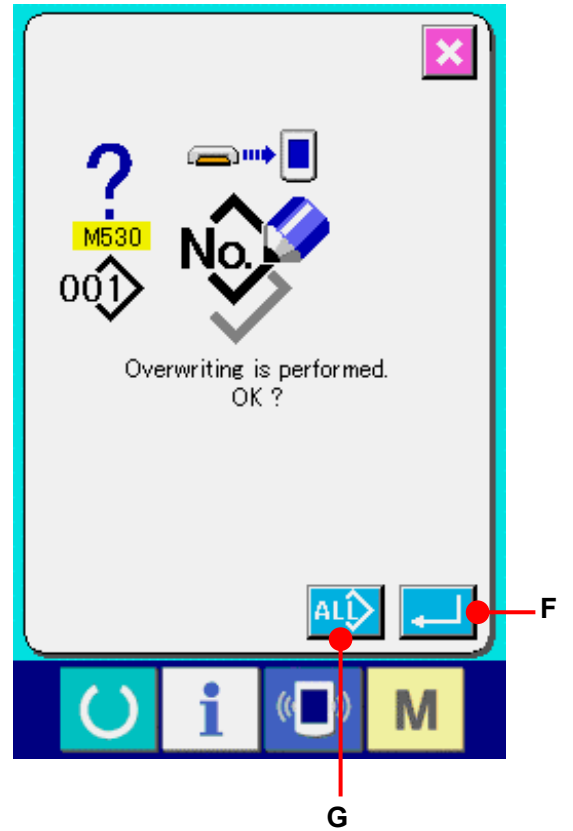 M530
No.
001
Overwriting is performed.
OK ?
ALL
F
i
M
G